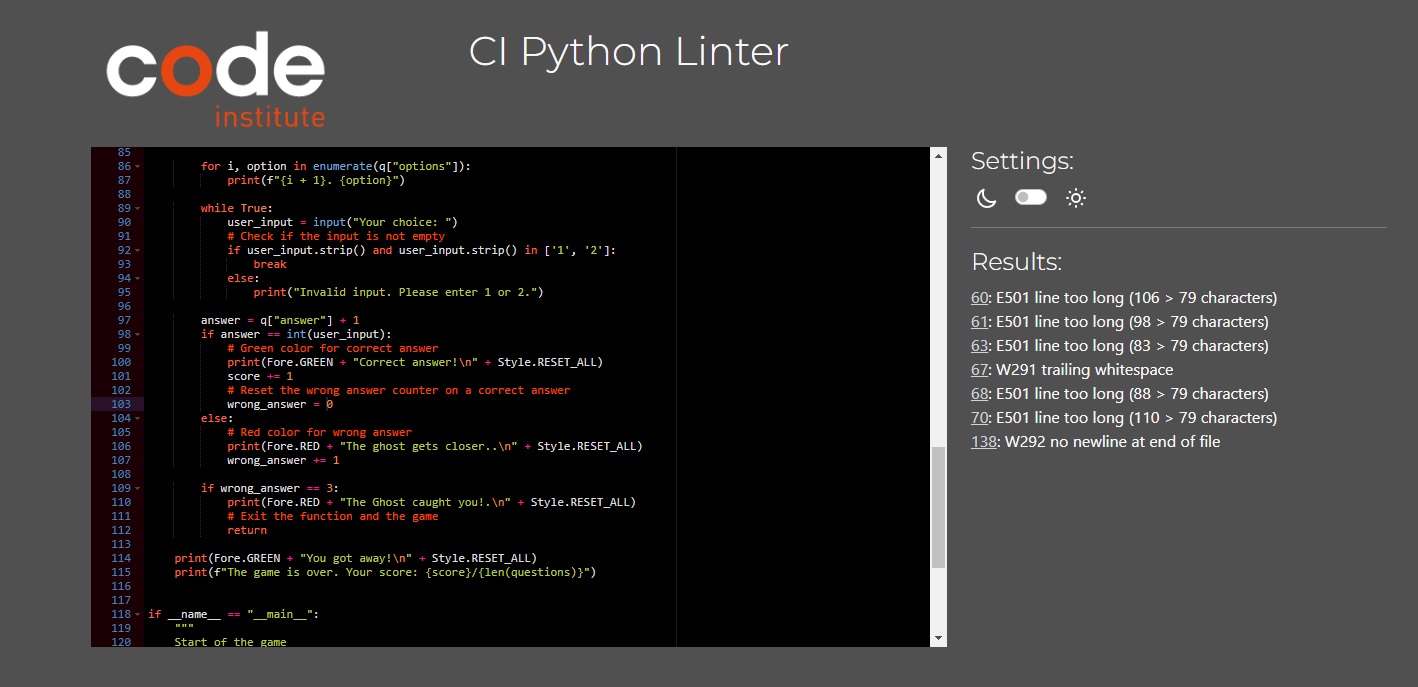 code
institute
CI Python Linter
85
86 for i, option in enumerate(q["options"]):
87 print(f"{i + 1}. {option}")
88
89 while True:
90 user_input = input("Your choice: ")
91 # Check if the input is not empty
92 if user_input.strip() and user_input.strip() in ['1', '2']:
93 break
94 else:
95 print("Invalid input. Please enter 1 or 2.")
96
97 answer = q["answer"] + 1
98 if answer == int(user_input):
99 # Green color for correct answer
100 print(Fore.GREEN + "Correct answer!\n" + Style.RESET_ALL)
101 score += 1
102 # Reset the wrong answer counter on a correct answer
103 wrong_answer = 0
104 else:
105 # Red color for wrong answer
106 print(Fore.RED + "The ghost gets closer..\n" + Style.RESET_ALL)
107 wrong_answer += 1
108
109 if wrong_answer == 3:
110 print(Fore.RED + "The Ghost caught you!.\n" + Style.RESET_ALL)
111 # Exit the function and the game
112 return
113
114 print(Fore.GREEN + "You got away!\n" + Style.RESET_ALL)
115 print(f"The game is over. Your score: {score}/{len(questions)}")
116
117
118 if __name__ == "__main__":
119 """
120 Start of the game
Settings:
Results:
60: E501 line too long (106 > 79 characters)
61: E501 line too long (98 > 79 characters)
63: E501 line too long (83 > 79 characters)
67: W291 trailing whitespace
68: E501 line too long (88 > 79 characters)
70: E501 line too long (110 > 79 characters)
138: W292 no newline at end of file